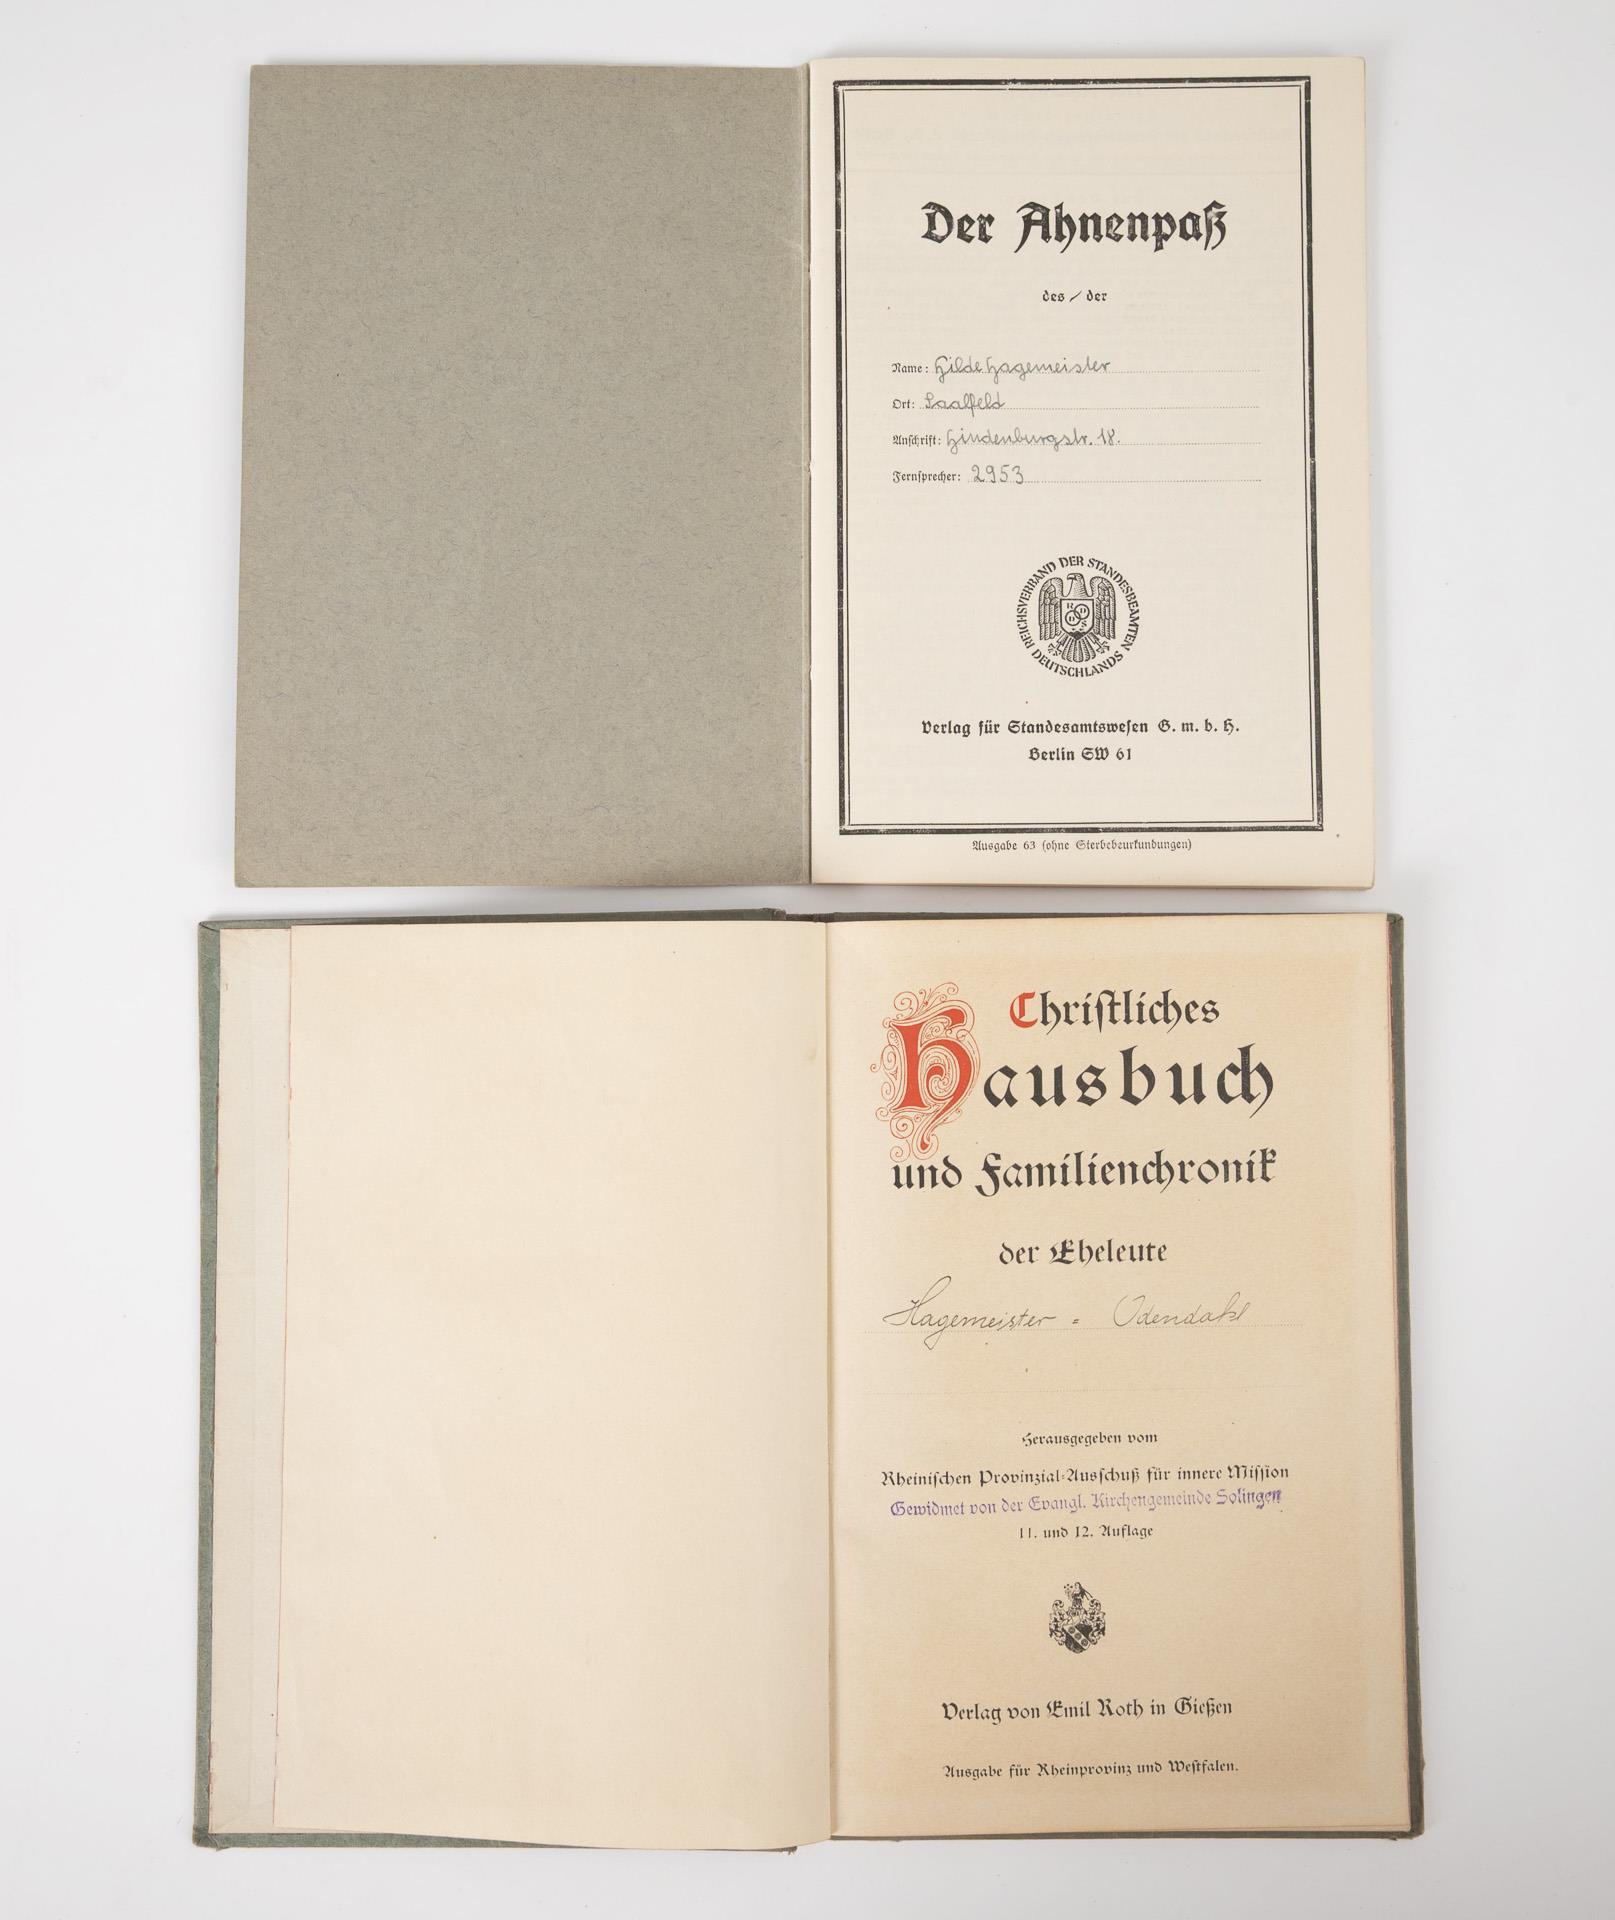 Der Ahnenpaß
des / der
Name: Hilde Hagemeister
Ort: Saalfeld
Anschrift: Hindenburgstr. 18.
Fernsprecher: 2953
REICHSVERBAND DER STANDESBEAMTEN DEUTSCHLANDS
R D
D S
Verlag für Standesamtswesen G. m. b. H.
Berlin SW 61
Ausgabe 63 (ohne Sterbebeurkundungen)
Christliches
Hausbuch
und Familienchronik
der Eheleute
Hagemeister = Odendahl
Herausgegeben vom
Rheinischen Provinzial-Ausschuß für innere Mission
Gewidmet von der Evangl. Kirchengemeinde Solingen
11. und 12. Auflage
Verlag von Emil Roth in Gießen
Ausgabe für Rheinprovinz und Westfalen.